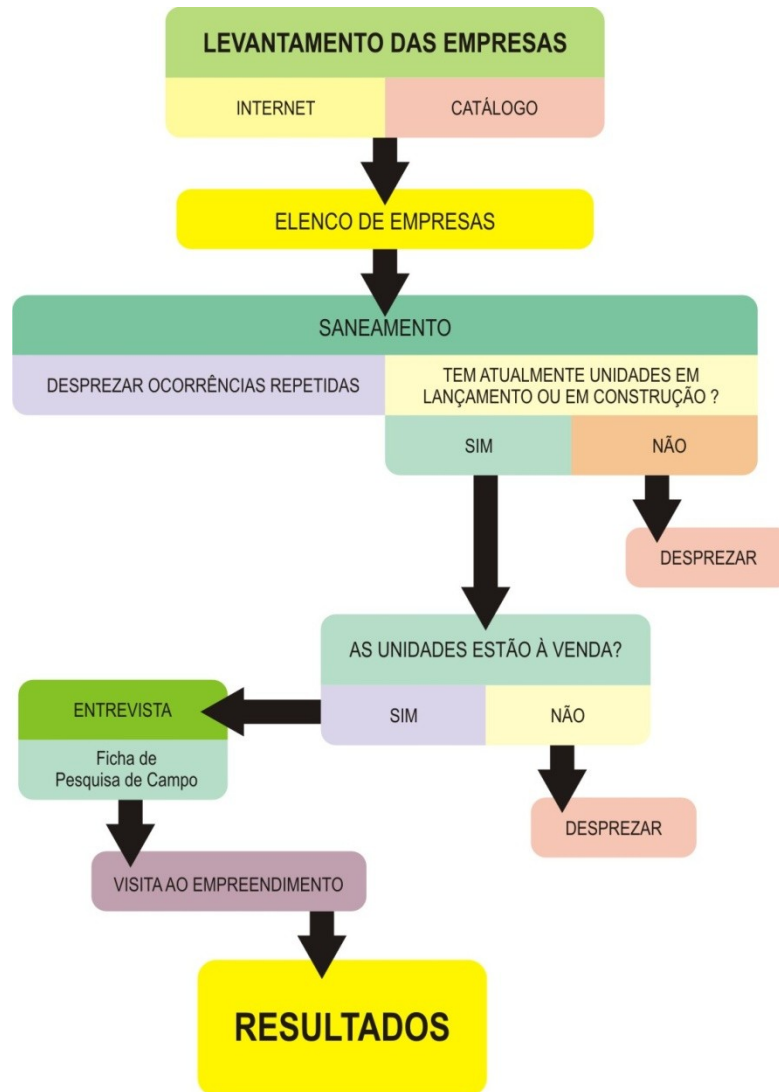 LEVANTAMENTO DAS EMPRESAS
INTERNET
CATÁLOGO
ELENCO DE EMPRESAS
SANEAMENTO
DESPREZAR OCORRÊNCIAS REPETIDAS
TEM ATUALMENTE UNIDADES EM
LANÇAMENTO OU EM CONSTRUÇÃO ?
SIM
NÃO
DESPREZAR
AS UNIDADES ESTÃO À VENDA?
SIM
NÃO
DESPREZAR
ENTREVISTA
Ficha de
Pesquisa de Campo
VISITA AO EMPREENDIMENTO
RESULTADOS